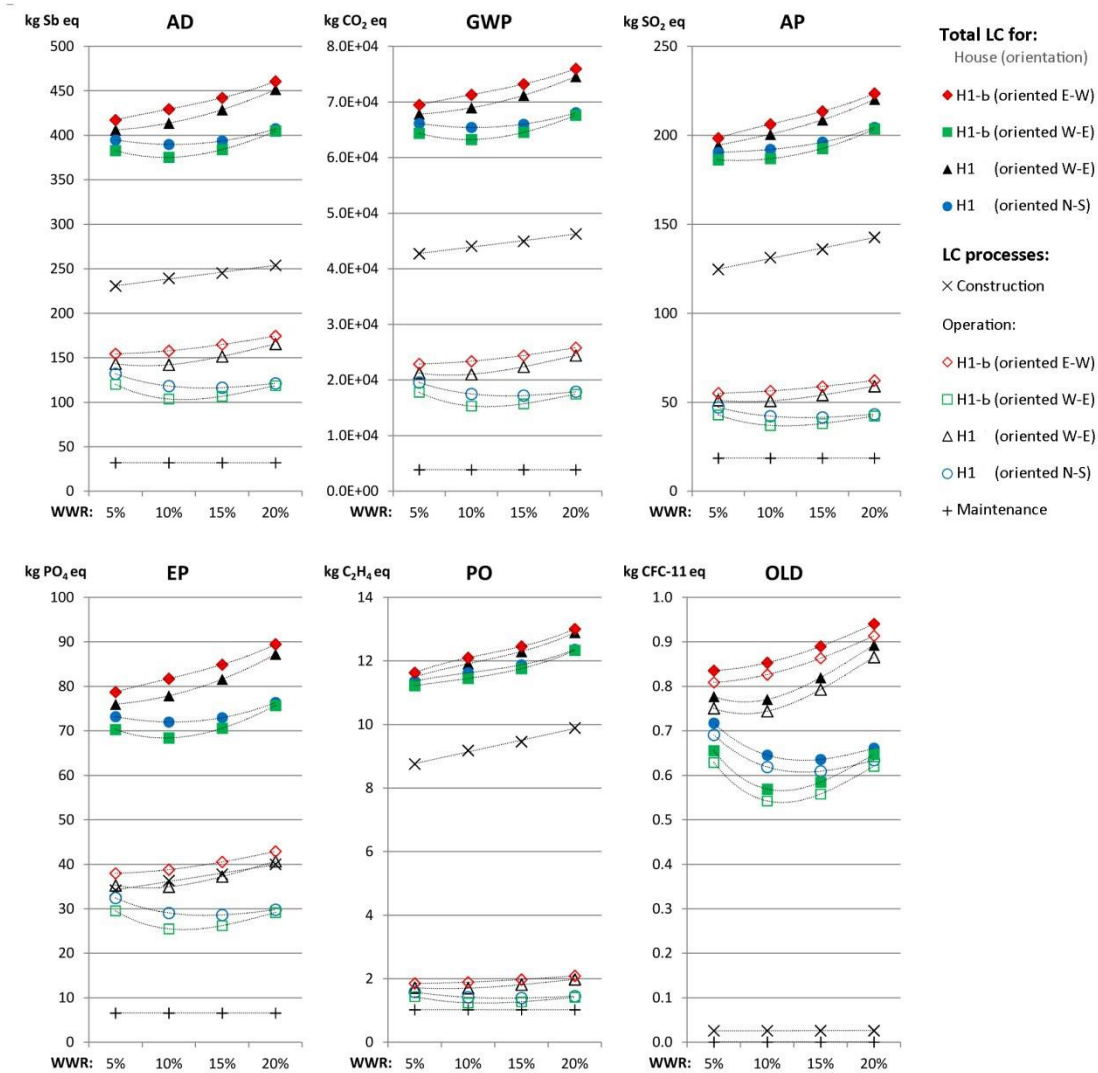 kg Sb eq AD
500
450
400
350
300
250
200
150
100
50
0
WWR: 5% 10% 15% 20%
kg CO₂ eq GWP
8.0E+04
7.0E+04
6.0E+04
5.0E+04
4.0E+04
3.0E+04
2.0E+04
1.0E+04
0.0E+00
WWR: 5% 10% 15% 20%
kg SO₂ eq AP
250
200
150
100
50
0
WWR: 5% 10% 15% 20%
Total LC for:
House (orientation)
H1-b (oriented E-W)
H1-b (oriented W-E)
H1 (oriented W-E)
H1 (oriented N-S)
LC processes:
Construction
Operation:
H1-b (oriented E-W)
H1-b (oriented W-E)
H1 (oriented W-E)
H1 (oriented N-S)
Maintenance
kg PO₄ eq EP
100
90
80
70
60
50
40
30
20
10
0
WWR: 5% 10% 15% 20%
kg C₂H₄ eq PO
14
12
10
8
6
4
2
0
WWR: 5% 10% 15% 20%
kg CFC-11 eq OLD
1.0
0.9
0.8
0.7
0.6
0.5
0.4
0.3
0.2
0.1
0.0
WWR: 5% 10% 15% 20%